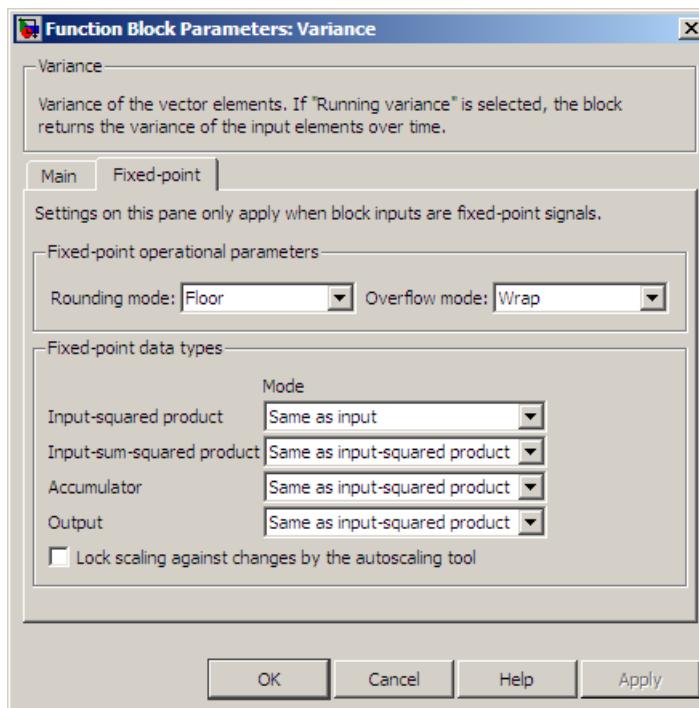 Function Block Parameters: Variance
Variance
Variance of the vector elements. If "Running variance" is selected, the block
returns the variance of the input elements over time.
Main Fixed-point
Settings on this pane only apply when block inputs are fixed-point signals.
Fixed-point operational parameters
Rounding mode: Floor Overflow mode: Wrap
Fixed-point data types
Mode
Input-squared product Same as input
Input-sum-squared product Same as input-squared product
Accumulator Same as input-squared product
Output Same as input-squared product
Lock scaling against changes by the autoscaling tool
OK Cancel Help Apply